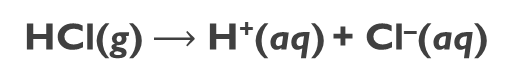 HCl(g) ⟶ H⁺(aq) + Cl⁻(aq)